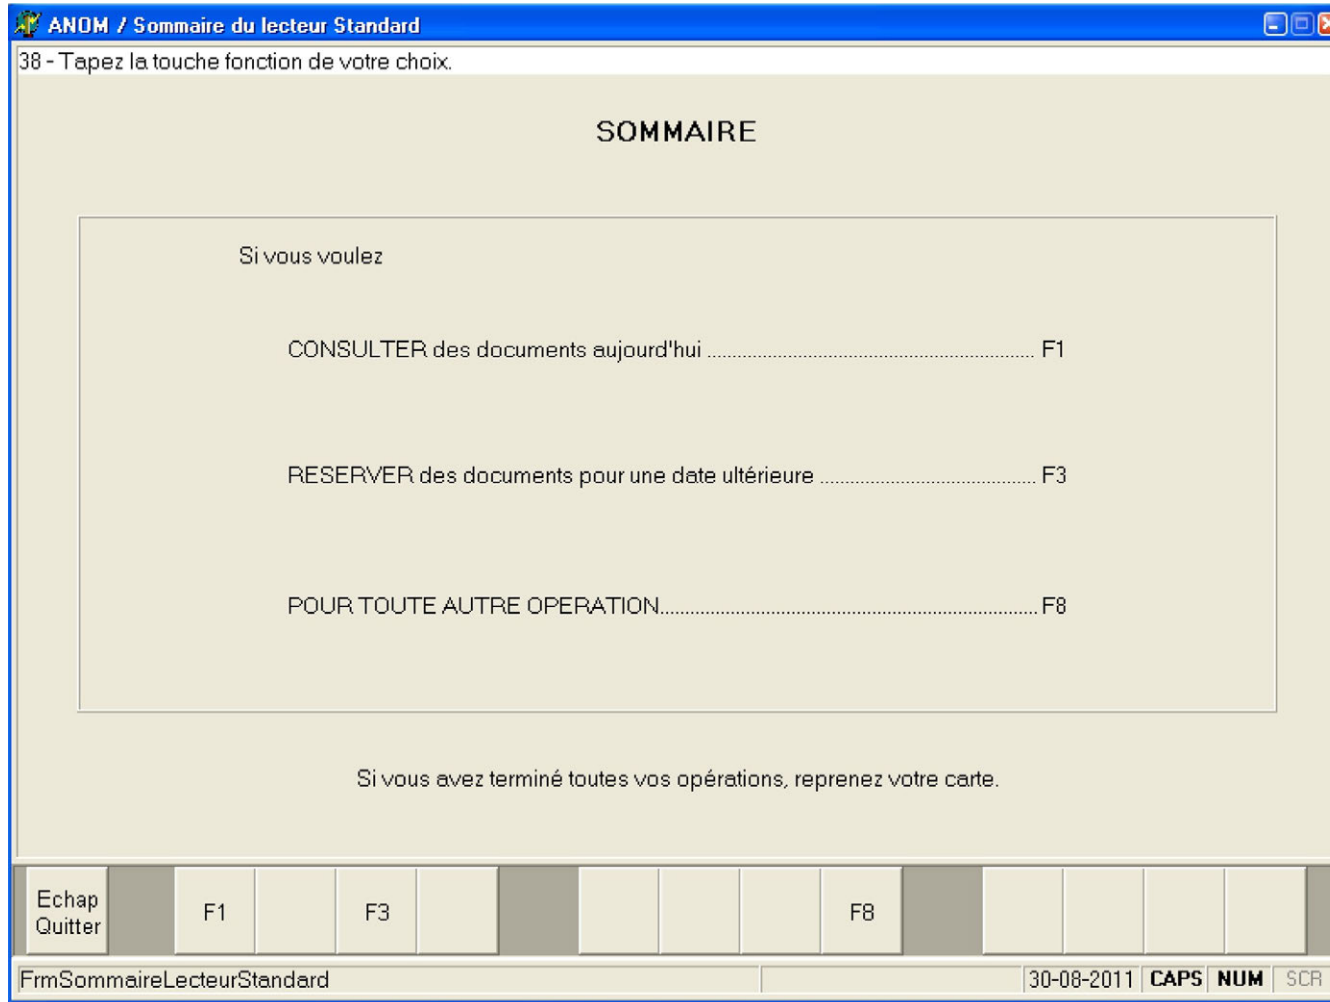 ANOM / Sommaire du lecteur Standard
38 - Tapez la touche fonction de votre choix.
SOMMAIRE
Si vous voulez
CONSULTER des documents aujourd'hui ........................................................ F1
RESERVER des documents pour une date ultérieure ..................................... F3
POUR TOUTE AUTRE OPERATION................................................................ F8
Si vous avez terminé toutes vos opérations, reprenez votre carte.
Echap
Quitter
F1
F3
F8
FrmSommaireLecteurStandard
30-08-2011 CAPS NUM SCR